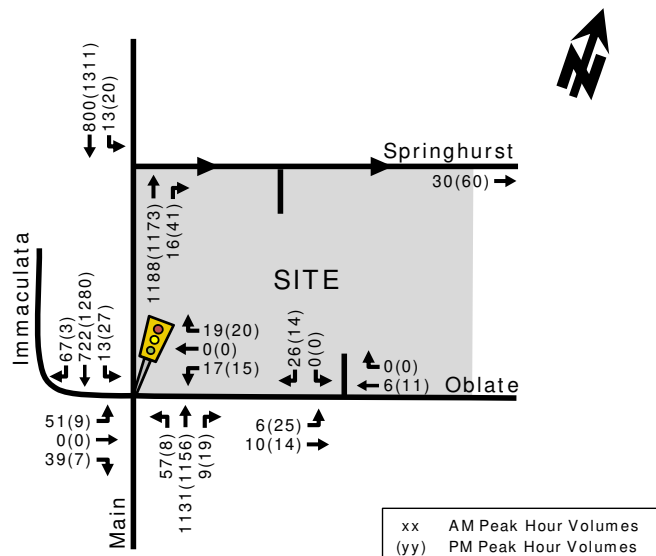 N
800(1311)
13(20)
Springhurst
30(60)
1188(1173)
16(41)
SITE
Immaculata
67(3)
722(1280)
13(27)
19(20)
0(0)
17(15)
26(14)
0(0)
0(0)
6(11)
Oblate
51(9)
0(0)
39(7)
57(8)
1131(1156)
9(19)
6(25)
10(14)
Main
xx AM Peak Hour Volumes
(yy) PM Peak Hour Volumes